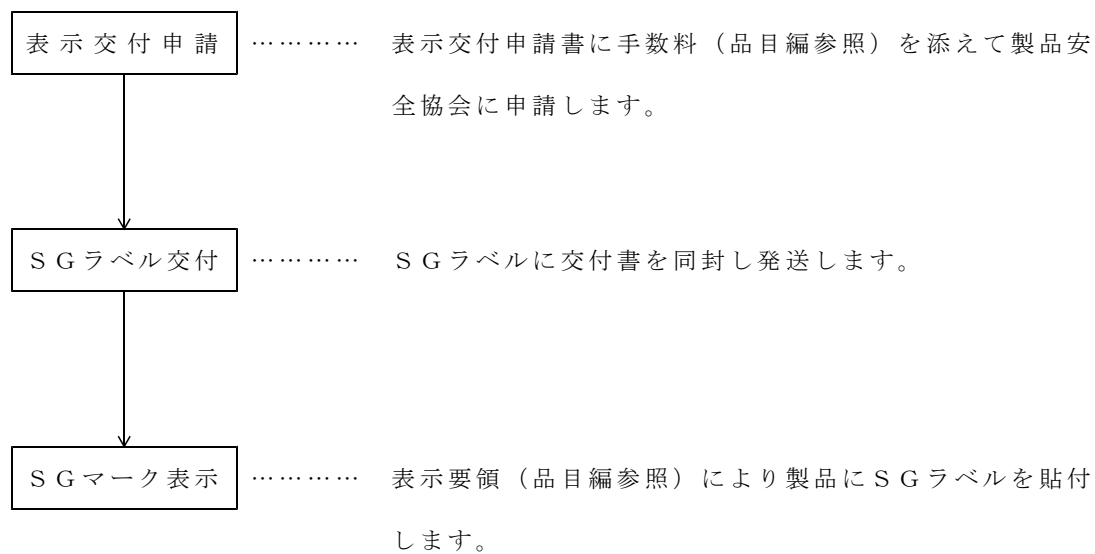 表示交付申請 ………… 表示交付申請書に手数料（品目編参照）を添えて製品安
全協会に申請します。
ＳＧラベル交付 ………… ＳＧラベルに交付書を同封し発送します。
ＳＧマーク表示 ………… 表示要領（品目編参照）により製品にＳＧラベルを貼付
します。